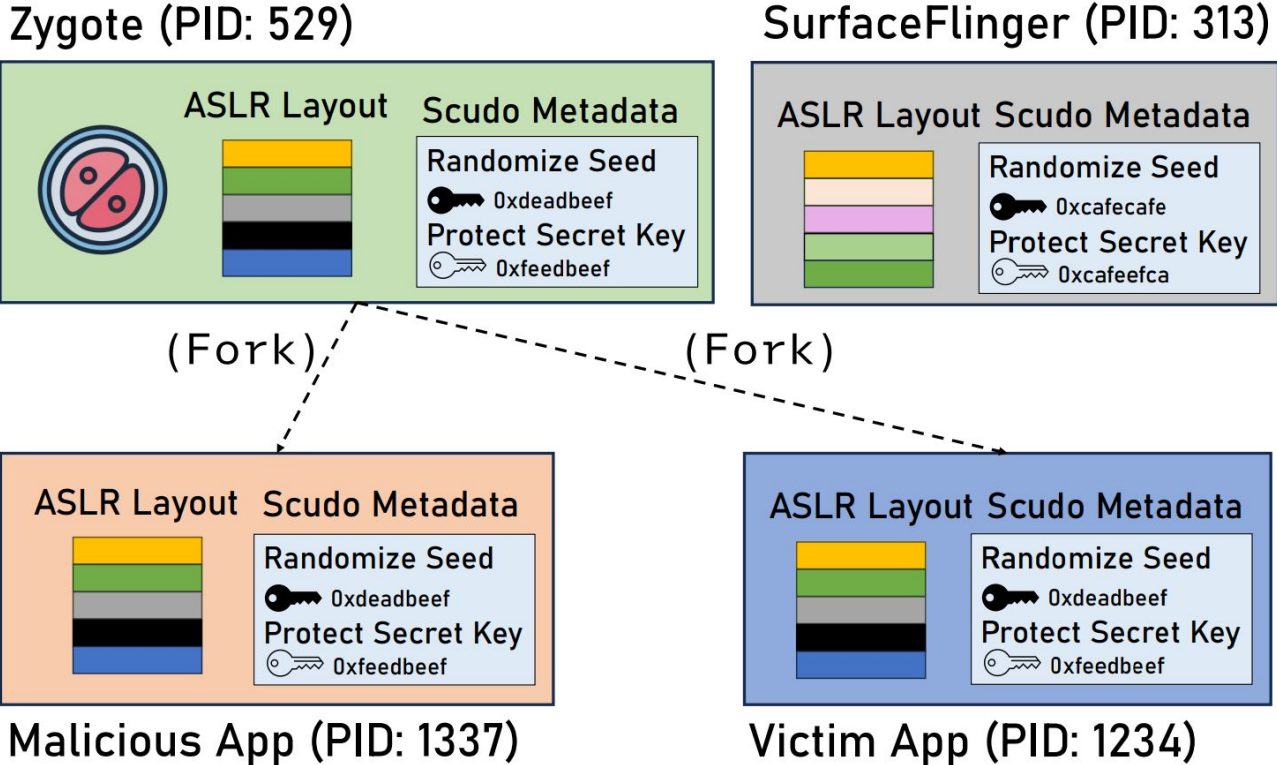 Zygote (PID: 529)
ASLR Layout
Scudo Metadata
Randomize Seed
0xdeadbeef
Protect Secret Key
0xfeedbeef
SurfaceFlinger (PID: 313)
ASLR Layout
Scudo Metadata
Randomize Seed
0xcafecafe
Protect Secret Key
0xcafeefca
(Fork)
(Fork)
ASLR Layout
Scudo Metadata
Randomize Seed
0xdeadbeef
Protect Secret Key
0xfeedbeef
Malicious App (PID: 1337)
ASLR Layout
Scudo Metadata
Randomize Seed
0xdeadbeef
Protect Secret Key
0xfeedbeef
Victim App (PID: 1234)